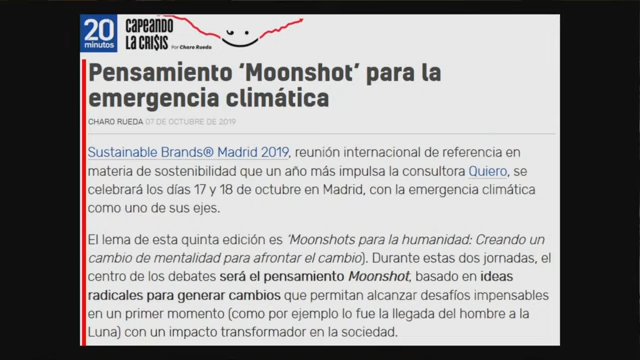 20
minutos
CAPEANDO
LA CRI$IS Por Charo Rueda
Pensamiento ‘Moonshot’ para la
emergencia climática
CHARO RUEDA 07 DE OCTUBRE DE 2019
Sustainable Brands® Madrid 2019, reunión internacional de referencia en
materia de sostenibilidad que un año más impulsa la consultora Quiero, se
celebrará los días 17 y 18 de octubre en Madrid, con la emergencia climática
como uno de sus ejes.
El lema de esta quinta edición es ‘Moonshots para la humanidad: Creando un
cambio de mentalidad para afrontar el cambio). Durante estas dos jornadas, el
centro de los debates será el pensamiento Moonshot, basado en ideas
radicales para generar cambios que permitan alcanzar desafíos impensables
en un primer momento (como por ejemplo lo fue la llegada del hombre a la
Luna) con un impacto transformador en la sociedad.